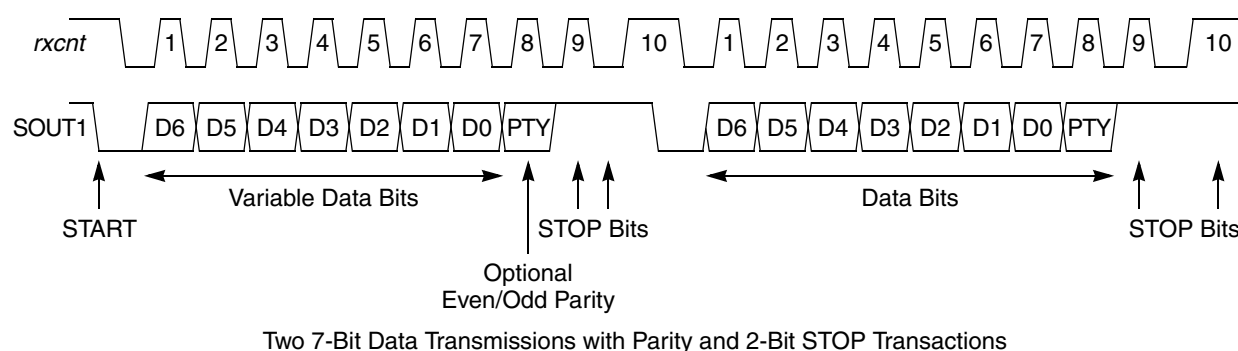 rxcnt 1 2 3 4 5 6 7 8 9 10 1 2 3 4 5 6 7 8 9 10
SOUT1 D6 D5 D4 D3 D2 D1 D0 PTY D6 D5 D4 D3 D2 D1 D0 PTY
Variable Data Bits Data Bits
START STOP Bits STOP Bits
Optional
Even/Odd Parity
Two 7-Bit Data Transmissions with Parity and 2-Bit STOP Transactions